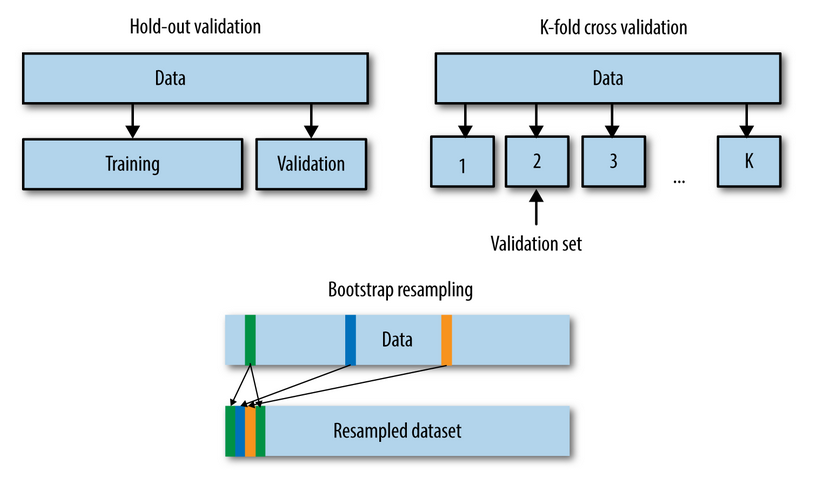 Hold-out validation
Data
Training
Validation
K-fold cross validation
Data
1
2
3
...
K
Validation set
Bootstrap resampling
Data
Resampled dataset